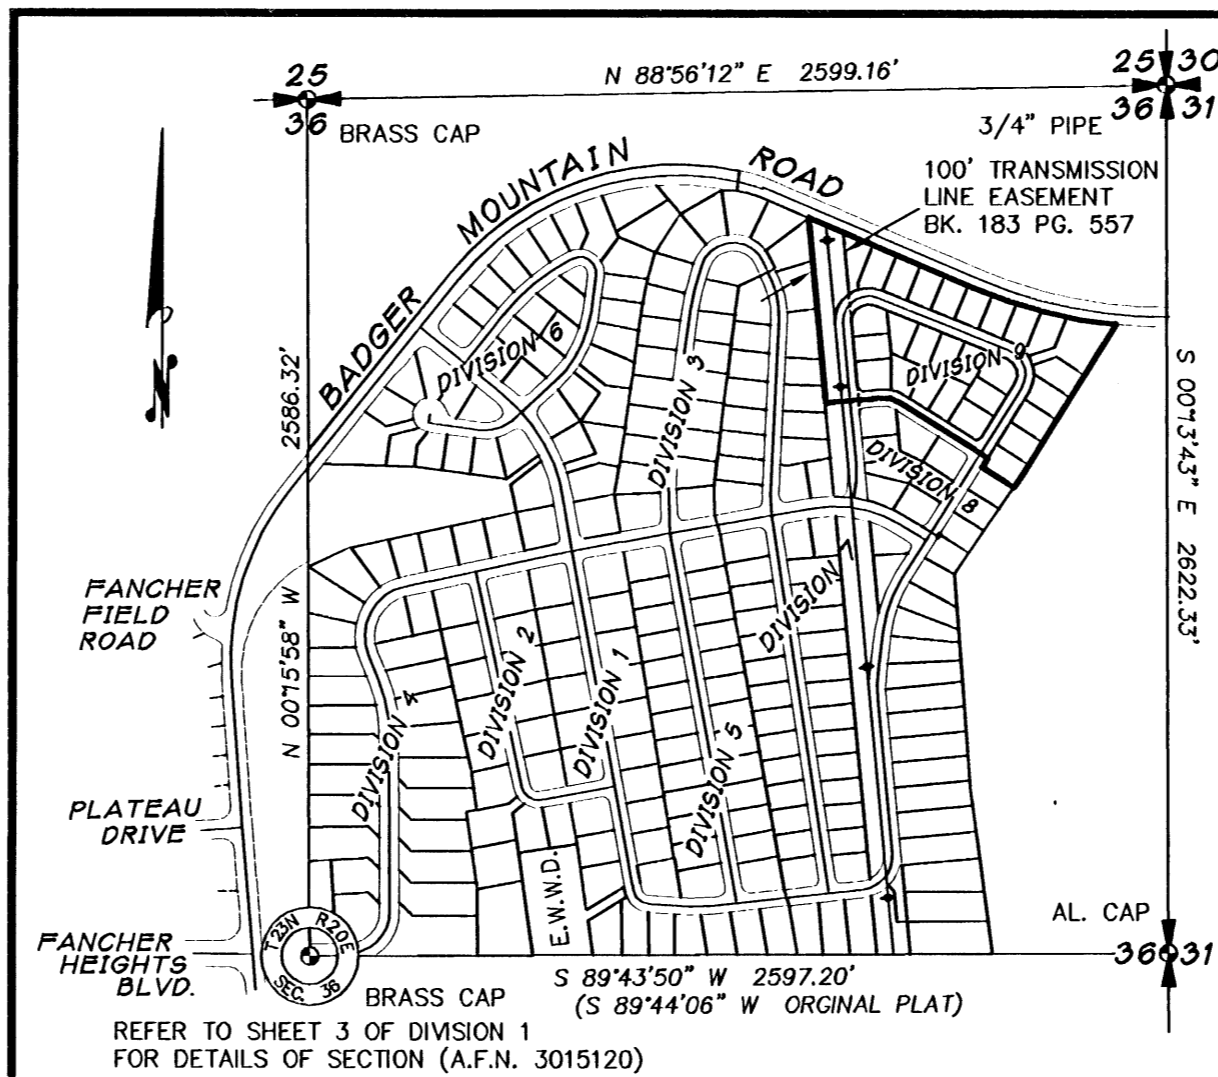 25
36
BRASS CAP
N 88°56'12" E 2599.16'
25 30
36 31
3/4" PIPE
100' TRANSMISSION
LINE EASEMENT
BK. 183 PG. 557
BADGER MOUNTAIN ROAD
N
N 00°15'58" W 2586.32'
S 00°13'43" E 2622.33'
DIVISION 6
DIVISION 3
DIVISION 9
DIVISION 8
DIVISION 7
DIVISION 2
DIVISION 1
DIVISION 4
DIVISION 5
FANCHER
FIELD
ROAD
PLATEAU
DRIVE
FANCHER
HEIGHTS
BLVD.
E.W.W.D.
T23N R20E
SEC. 36
BRASS CAP
S 89°43'50" W 2597.20'
(S 89°44'06" W ORGINAL PLAT)
AL. CAP
36 31
REFER TO SHEET 3 OF DIVISION 1
FOR DETAILS OF SECTION (A.F.N. 3015120)